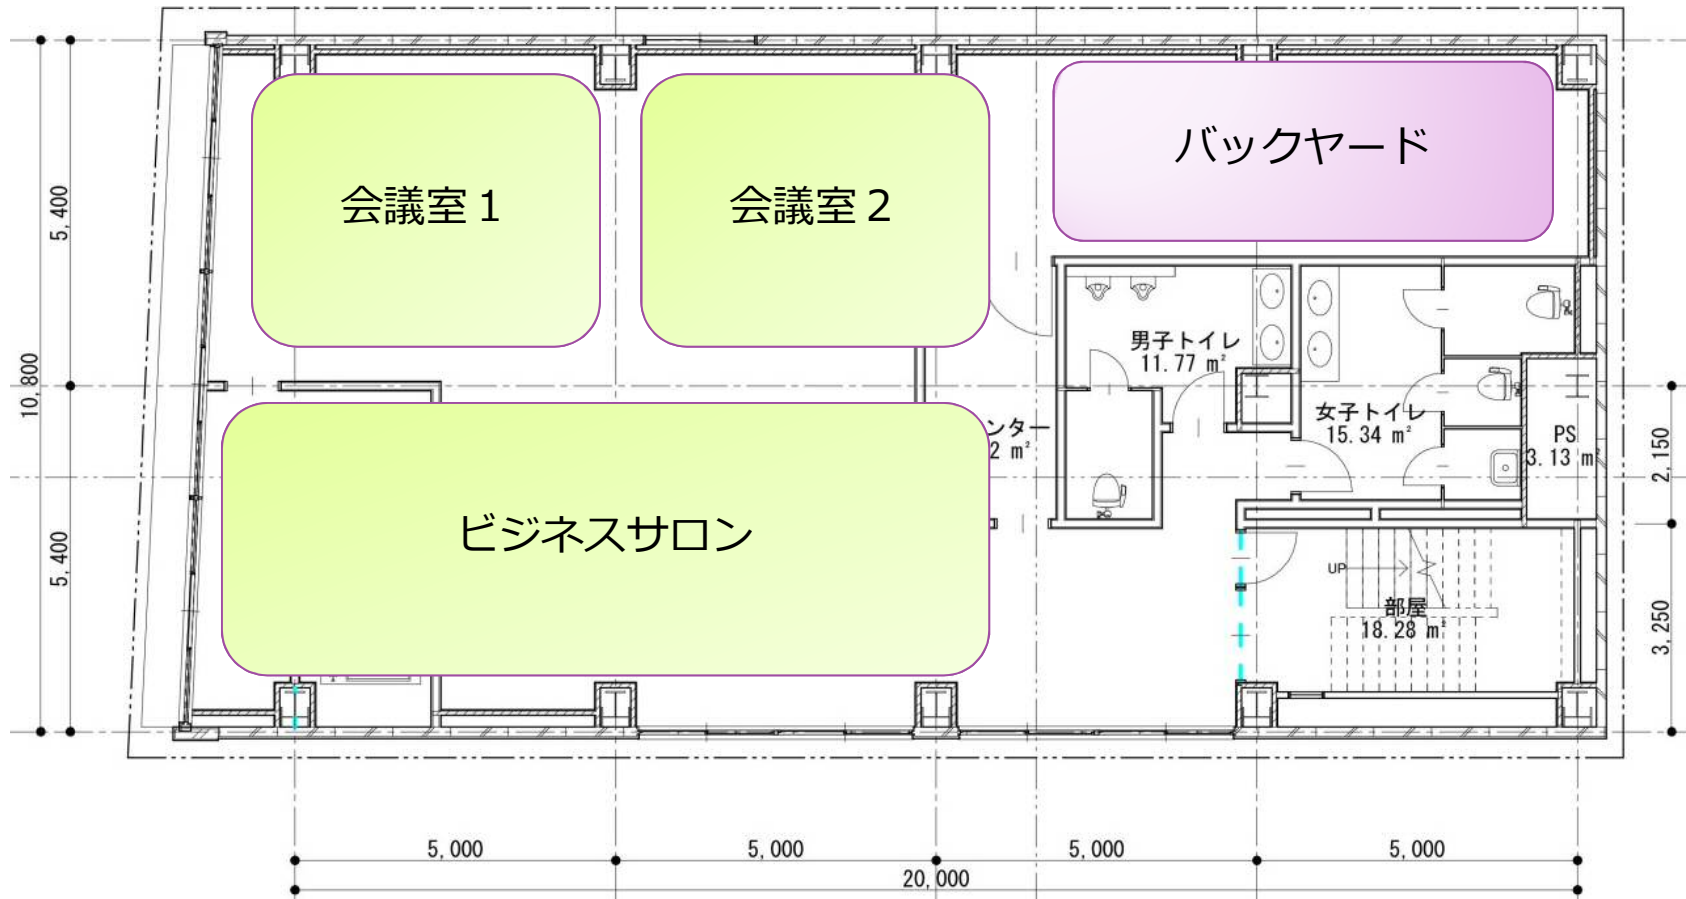 会議室１
会議室２
バックヤード
5,400
10,800
5,400
男子トイレ
11.77 m²
女子トイレ
15.34 m²
PS
3.13 m²
ンター
2 m²
ビジネスサロン
2,150
3,250
UP
部屋
18.28 m²
5,000
5,000
5,000
5,000
20,000